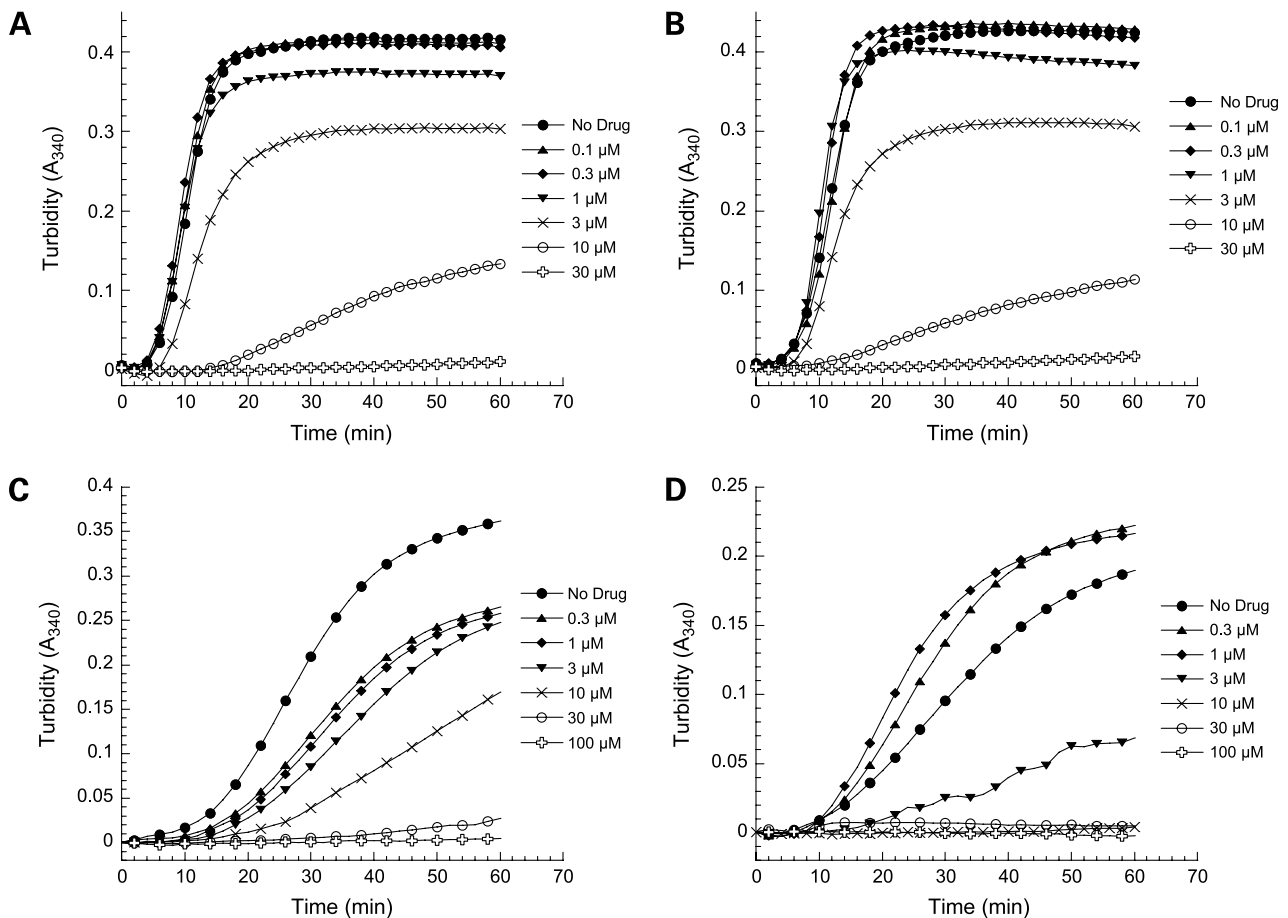 A
0.4
0.3
0.2
0.1
0
Turbidity (A340)
0 10 20 30 40 50 60 70
Time (min)
No Drug
0.1 µM
0.3 µM
1 µM
3 µM
10 µM
30 µM
B
0.4
0.3
0.2
0.1
0
Turbidity (A340)
0 10 20 30 40 50 60 70
Time (min)
No Drug
0.1 µM
0.3 µM
1 µM
3 µM
10 µM
30 µM
C
0.4
0.35
0.3
0.25
0.2
0.15
0.1
0.05
0
Turbidity (A340)
0 10 20 30 40 50 60 70
Time (min)
No Drug
0.3 µM
1 µM
3 µM
10 µM
30 µM
100 µM
D
0.25
0.2
0.15
0.1
0.05
0
Turbidity (A340)
0 10 20 30 40 50 60 70
Time (min)
No Drug
0.3 µM
1 µM
3 µM
10 µM
30 µM
100 µM